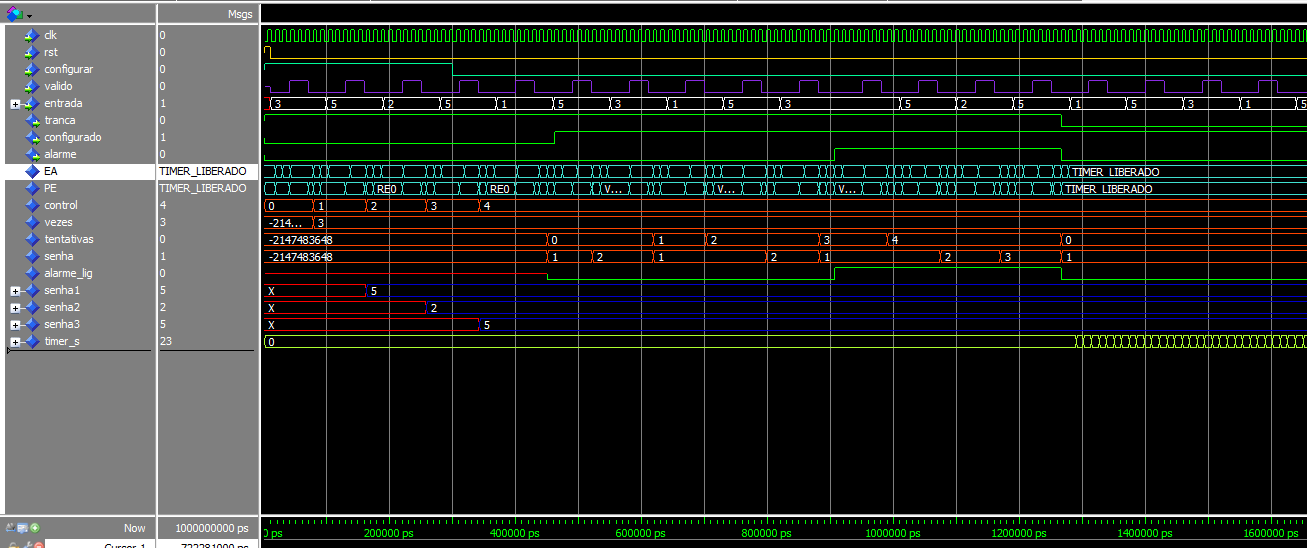 Msgs
clk 0
rst 0
configurar 0
valido 0
entrada 1 3 5 2 5 1 5 3 1 5 3 5 2 5 1 5 3 1 5
tranca 0
configurado 1
alarme 0
EA TIMER_LIBERADO TIMER_LIBERADO
PE TIMER_LIBERADO RE0 RE0 V... V... V... TIMER_LIBERADO
control 4 0 1 2 3 4
vezes 3 -214... 3
tentativas 0 -2147483648 0 1 2 3 4 0
senha 1 -2147483648 1 2 1 2 1 2 3 1
alarme_lig 0
senha1 5 X 5
senha2 2 X 2
senha3 5 X 5
timer_s 23 0
Now 1000000000 ps ps 200000 ps 400000 ps 600000 ps 800000 ps 1000000 ps 1200000 ps 1400000 ps 1600000 ps
Cursor 1